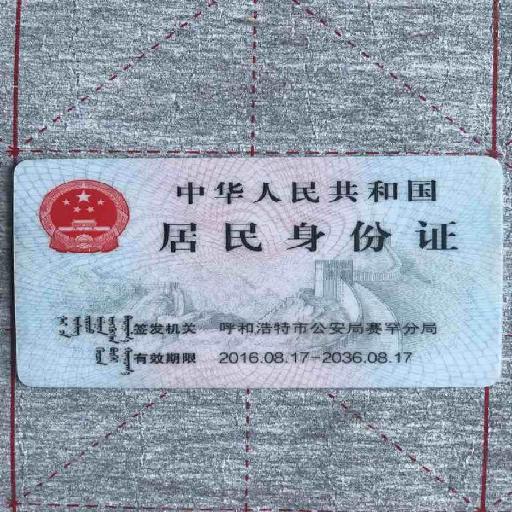 中华人民共和国
居民身份证
签发机关 呼和浩特市公安局赛罕分局
有效期限 2016.08.17-2036.08.17